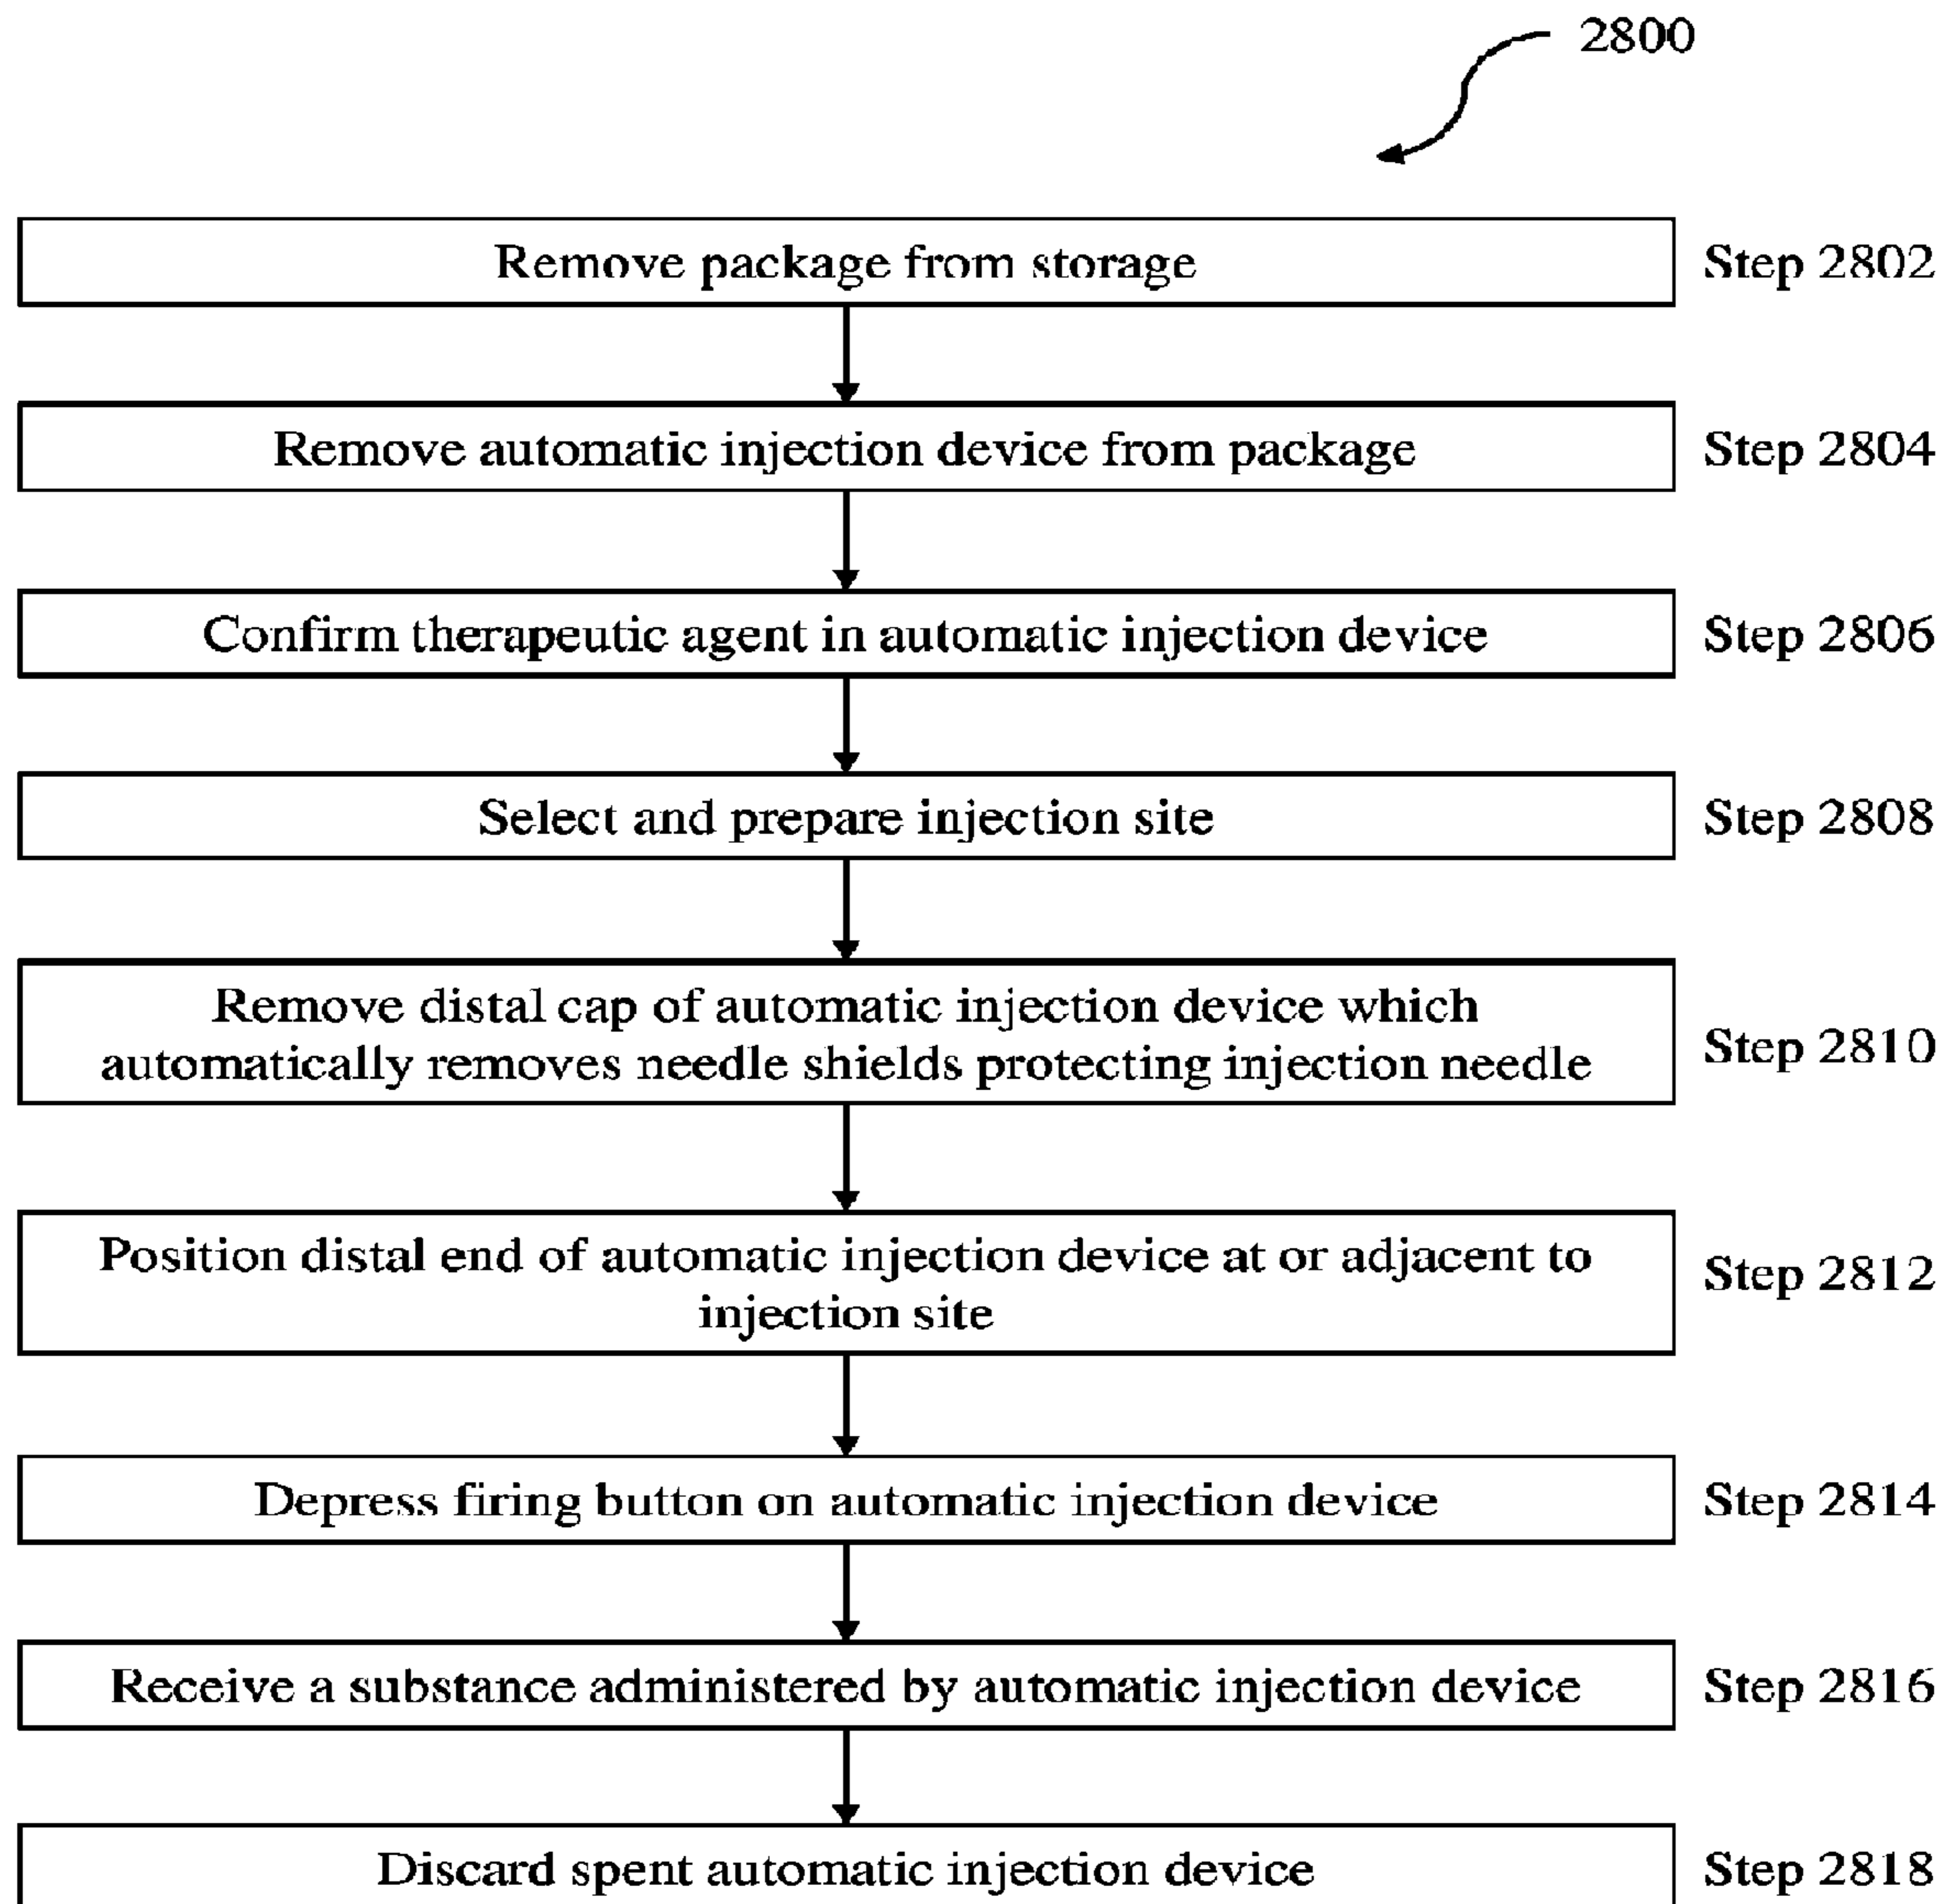 2800
Remove package from storage
Step 2802
Remove automatic injection device from package
Step 2804
Confirm therapeutic agent in automatic injection device
Step 2806
Select and prepare injection site
Step 2808
Remove distal cap of automatic injection device which
automatically removes needle shields protecting injection needle
Step 2810
Position distal end of automatic injection device at or adjacent to
injection site
Step 2812
Depress firing button on automatic injection device
Step 2814
Receive a substance administered by automatic injection device
Step 2816
Discard spent automatic injection device
Step 2818